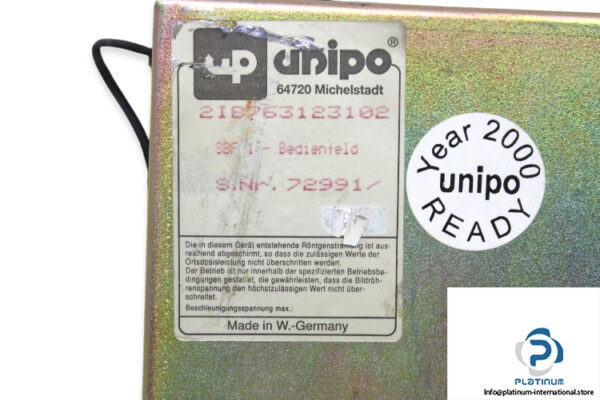 up unipo®
64720 Michelstadt
2IB763123102
SBF 1 - Bedienfeld
S.Nr. 72991/
Die in diesem Gerät entstehende Röntgenstrahlung ist aus-
reichend abgeschirmt, so dass die zulässigen Werte der
Ortsdosisleistung nicht überschritten werden.
Der Betrieb ist nur innerhalb der spezifizierten Betriebsbe-
dingungen gestattet, die gewährleisten, dass die Bildröh-
renspannung den höchstzulässigen Wert nicht über-
schreitet.
Beschleunigungsspannung max.:
Made in W.-Germany
Year 2000
unipo
READY
PLATINUM
Info@platinum-international.store